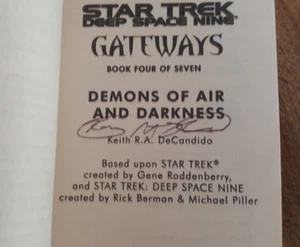 STAR TREK
DEEP SPACE NINE®
GATEWAYS
BOOK FOUR OF SEVEN
DEMONS OF AIR
AND DARKNESS
Keith R.A. DeCandido
Based upon STAR TREK®
created by Gene Roddenberry,
and STAR TREK: DEEP SPACE NINE
created by Rick Berman & Michael Piller